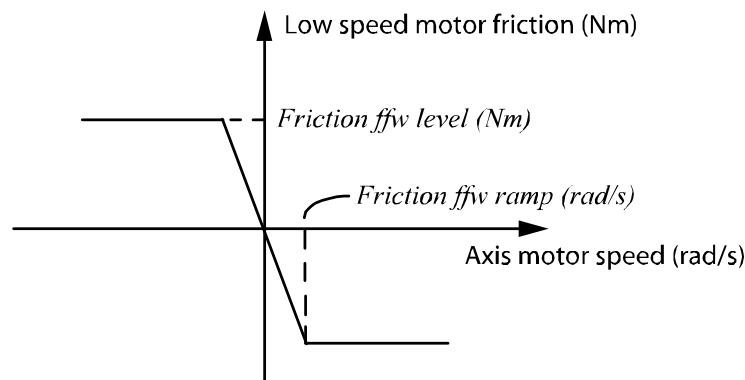 Low speed motor friction (Nm)
Friction ffw level (Nm)
Friction ffw ramp (rad/s)
Axis motor speed (rad/s)